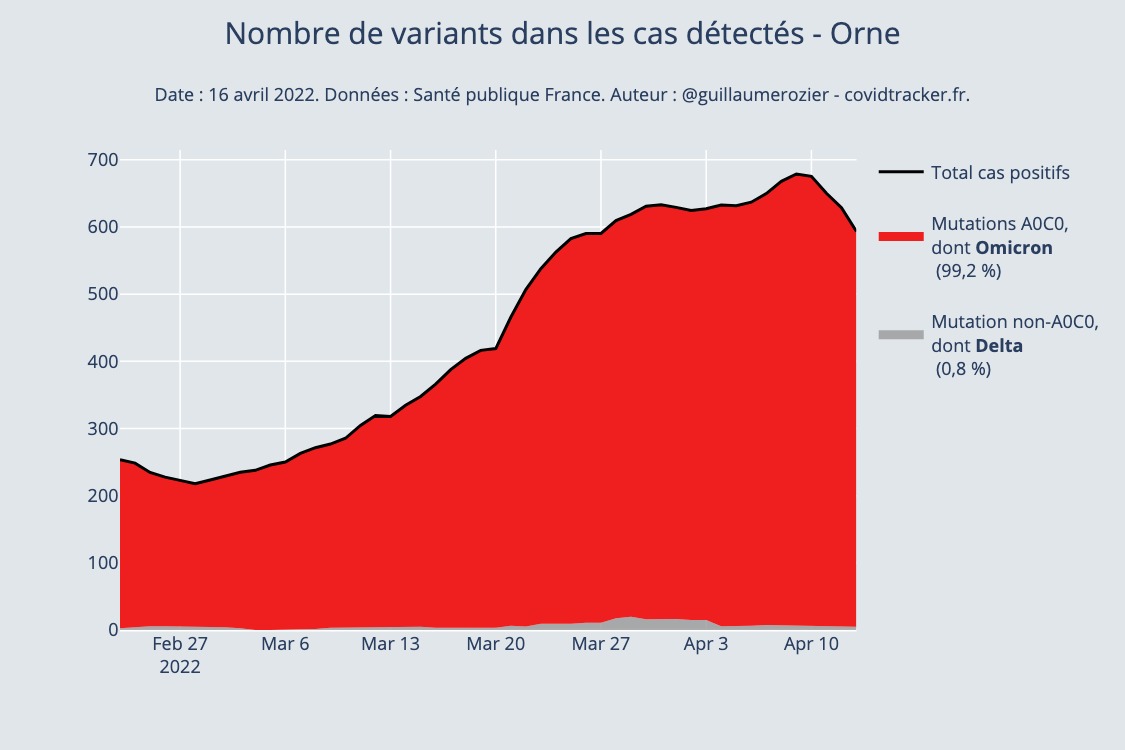 Nombre de variants dans les cas détectés - Orne
Date : 16 avril 2022. Données : Santé publique France. Auteur : @guillaumerozier - covidtracker.fr.
700
600
500
400
300
200
100
0
Feb 27
2022
Mar 6
Mar 13
Mar 20
Mar 27
Apr 3
Apr 10
Total cas positifs
Mutations A0C0,
dont Omicron
(99,2 %)
Mutation non-A0C0,
dont Delta
(0,8 %)